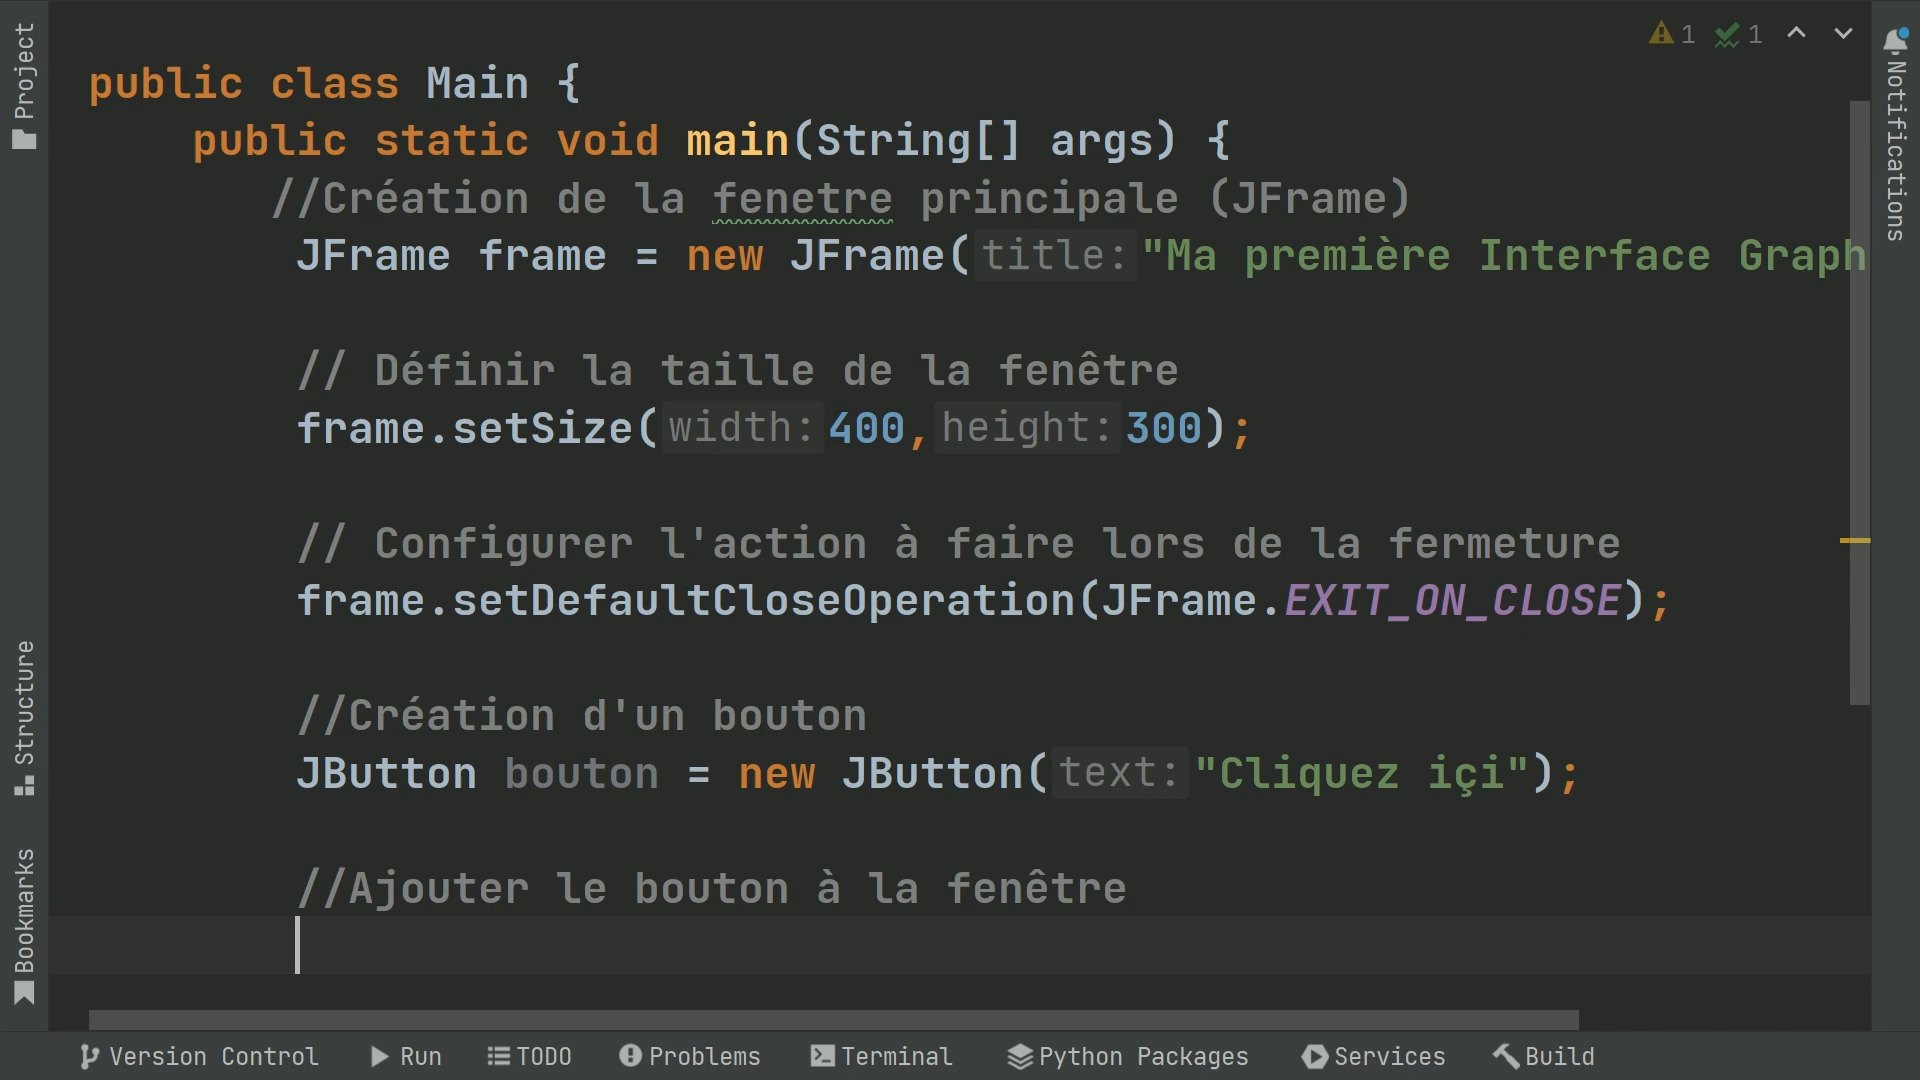 Project
Structure
Bookmarks
1 1
Notifications
public class Main {
public static void main(String[] args) {
//Création de la fenetre principale (JFrame)
JFrame frame = new JFrame( title: "Ma première Interface Graph
// Définir la taille de la fenêtre
frame.setSize( width: 400, height: 300);
// Configurer l'action à faire lors de la fermeture
frame.setDefaultCloseOperation(JFrame.EXIT_ON_CLOSE);
//Création d'un bouton
JButton bouton = new JButton( text: "Cliquez içi");
//Ajouter le bouton à la fenêtre
Version Control Run TODO Problems Terminal Python Packages Services Build